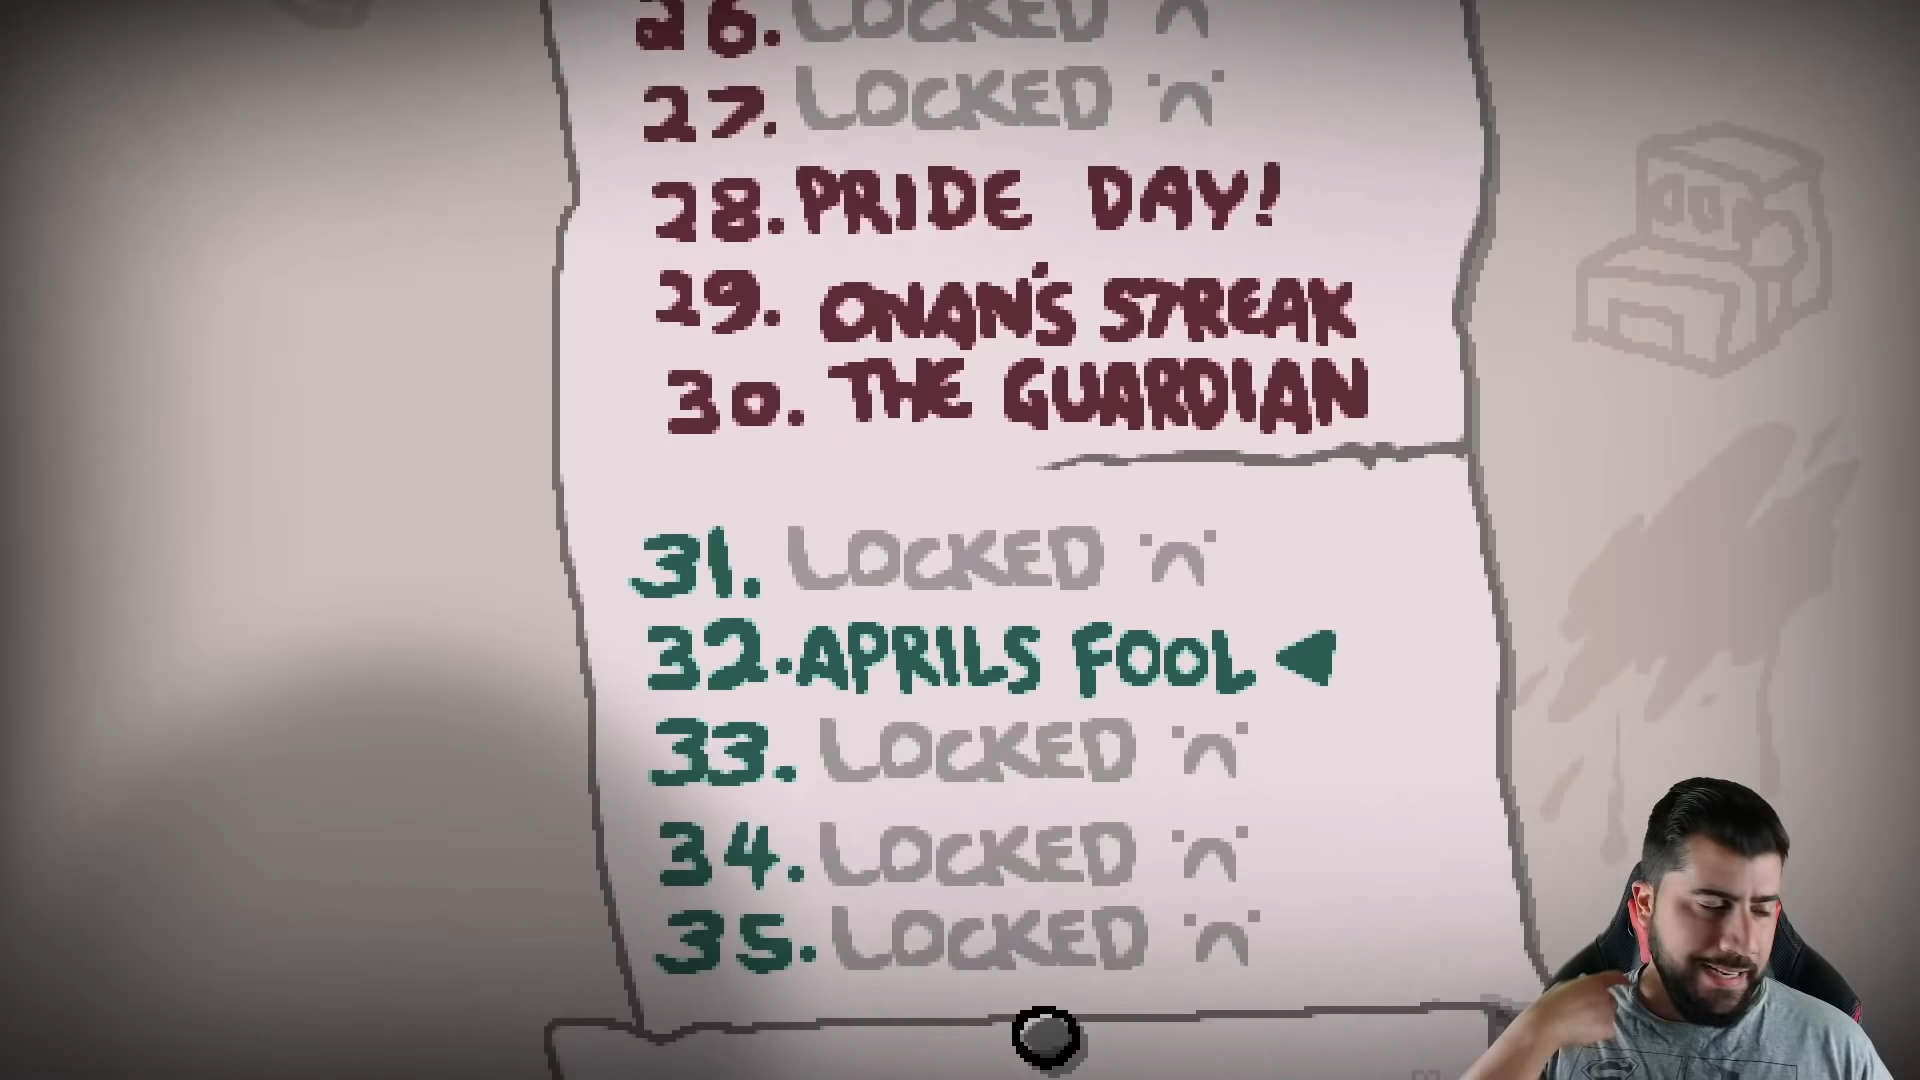 26. LOCKED
27. LOCKED
28. PRIDE DAY!
29. ONAN'S STREAK
30. THE GUARDIAN
31. LOCKED
32. APRILS FOOL
33. LOCKED
34. LOCKED
35. LOCKED